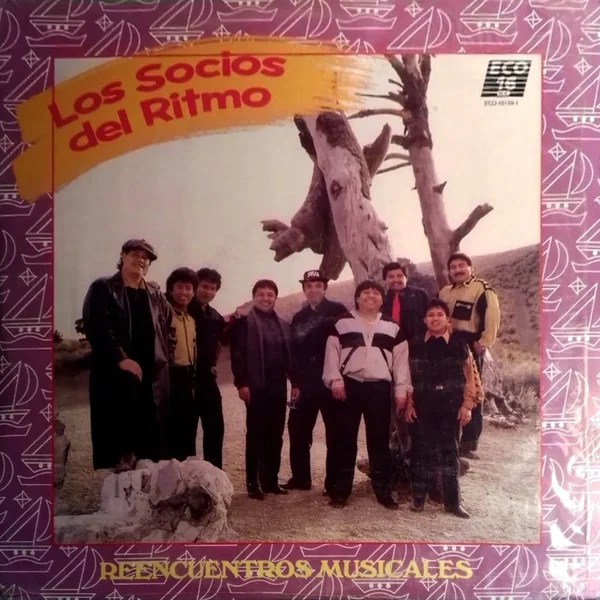 Los Socios
del Ritmo
ECO
REENCUENTROS MUSICALES